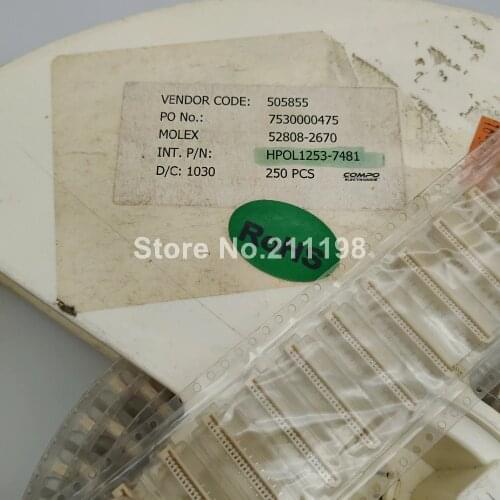 VENDOR CODE: 505855
PO No.: 7530000475
MOLEX 52808-2670
INT. P/N: HPOL1253-7481
D/C: 1030 250 PCS COMPO
ELECTRONICS
RoHS
Store No.211198